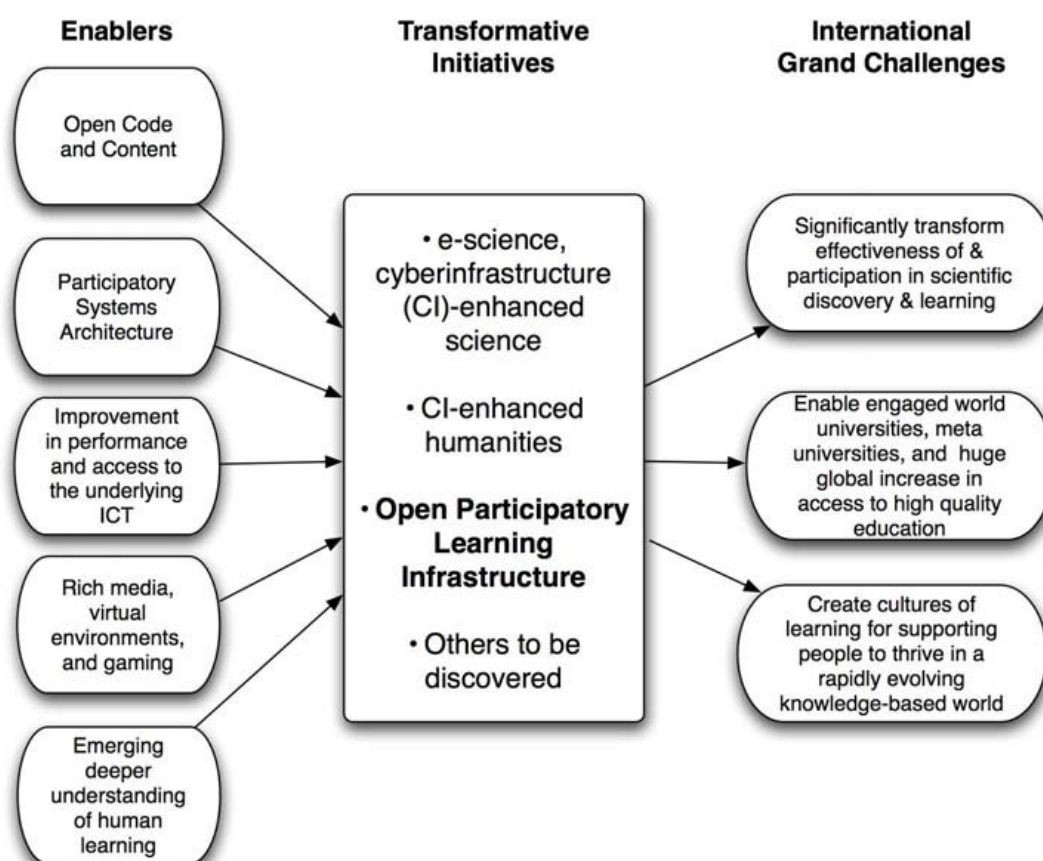 Enablers
Open Code
and Content
Participatory
Systems
Architecture
Improvement
in performance
and access to
the underlying
ICT
Rich media,
virtual
environments,
and gaming
Emerging
deeper
understanding
of human
learning
Transformative
Initiatives
• e-science,
cyberinfrastructure
(CI)-enhanced
science
• CI-enhanced
humanities
• Open Participatory
Learning
Infrastructure
• Others to be
discovered
International
Grand Challenges
Significantly transform
effectiveness of &
participation in scientific
discovery & learning
Enable engaged world
universities, meta
universities, and huge
global increase in
access to high quality
education
Create cultures of
learning for supporting
people to thrive in a
rapidly evolving
knowledge-based world